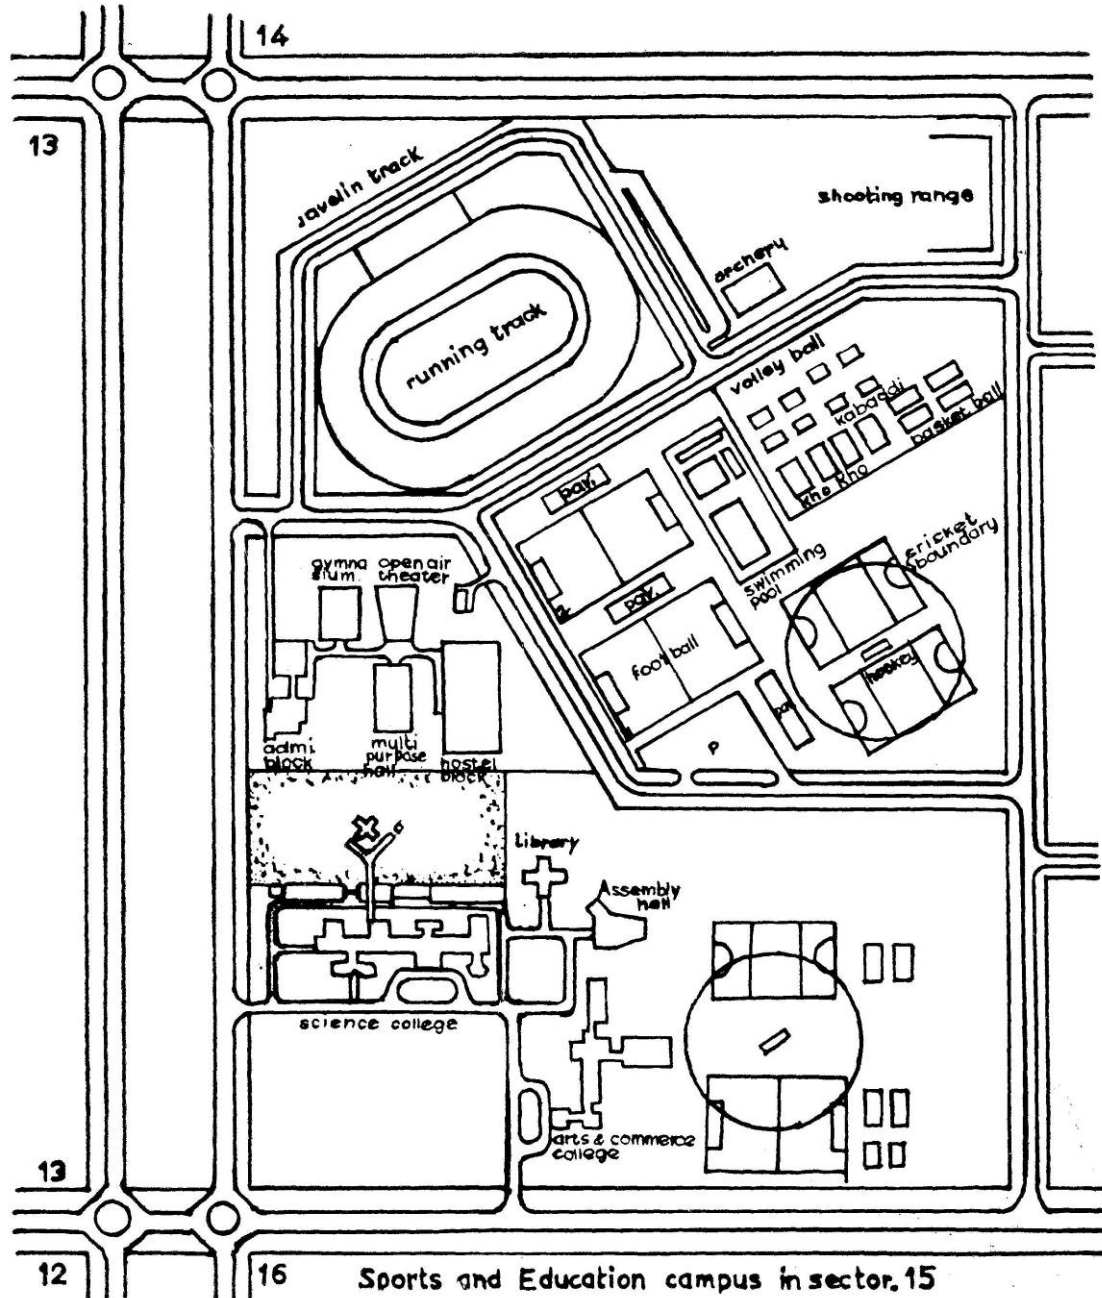 14
13
javelin track
shooting range
archery
running track
volley ball
kabaddi
basket ball
kho kho
pav.
swimming
pool
cricket
boundary
gymna
sium
open air
theater
pav.
foot ball
hockey
pav
P
admi
block
multi
purpose
hall
hostel
block
Library
Assembly
hall
science college
arts & commerce
college
13
12
16
Sports and Education campus in sector. 15